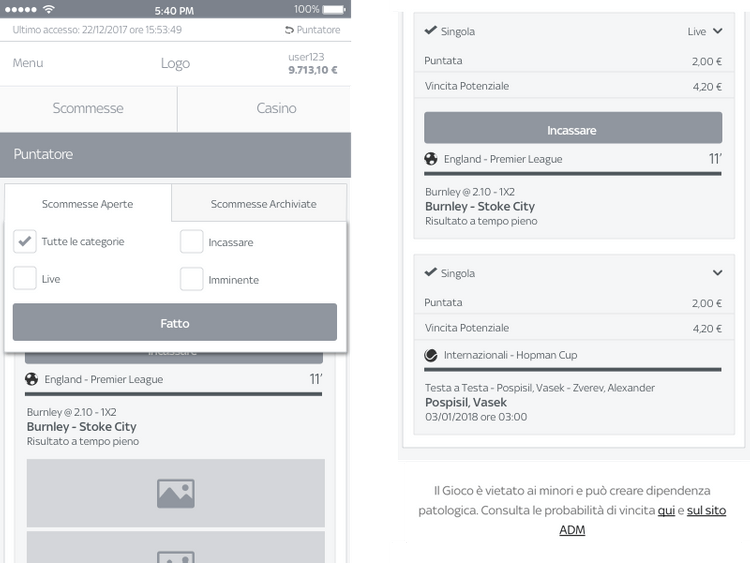 5:40 PM
100%
Ultimo accesso: 22/12/2017 ore 15:53:49
Puntatore
Menu
Logo
user123
9.713,10 €
Scommesse
Casino
Puntatore
Scommesse Aperte
Scommesse Archiviate
Tutte le categorie
Incassare
Live
Imminente
Fatto
Incassare
England - Premier League
11’
Burnley @ 2.10 - 1X2
Burnley - Stoke City
Risultato a tempo pieno
Singola
Live
Puntata
2,00 €
Vincita Potenziale
4,20 €
Incassare
England - Premier League
11’
Burnley @ 2.10 - 1X2
Burnley - Stoke City
Risultato a tempo pieno
Singola
Puntata
2,00 €
Vincita Potenziale
4,20 €
Internazionali - Hopman Cup
Testa a Testa - Pospisil, Vasek - Zverev, Alexander
Pospisil, Vasek
03/01/2018 ore 03:00
Il Gioco è vietato ai minori e può creare dipendenza
patologica. Consulta le probabilità di vincita qui e sul sito
ADM